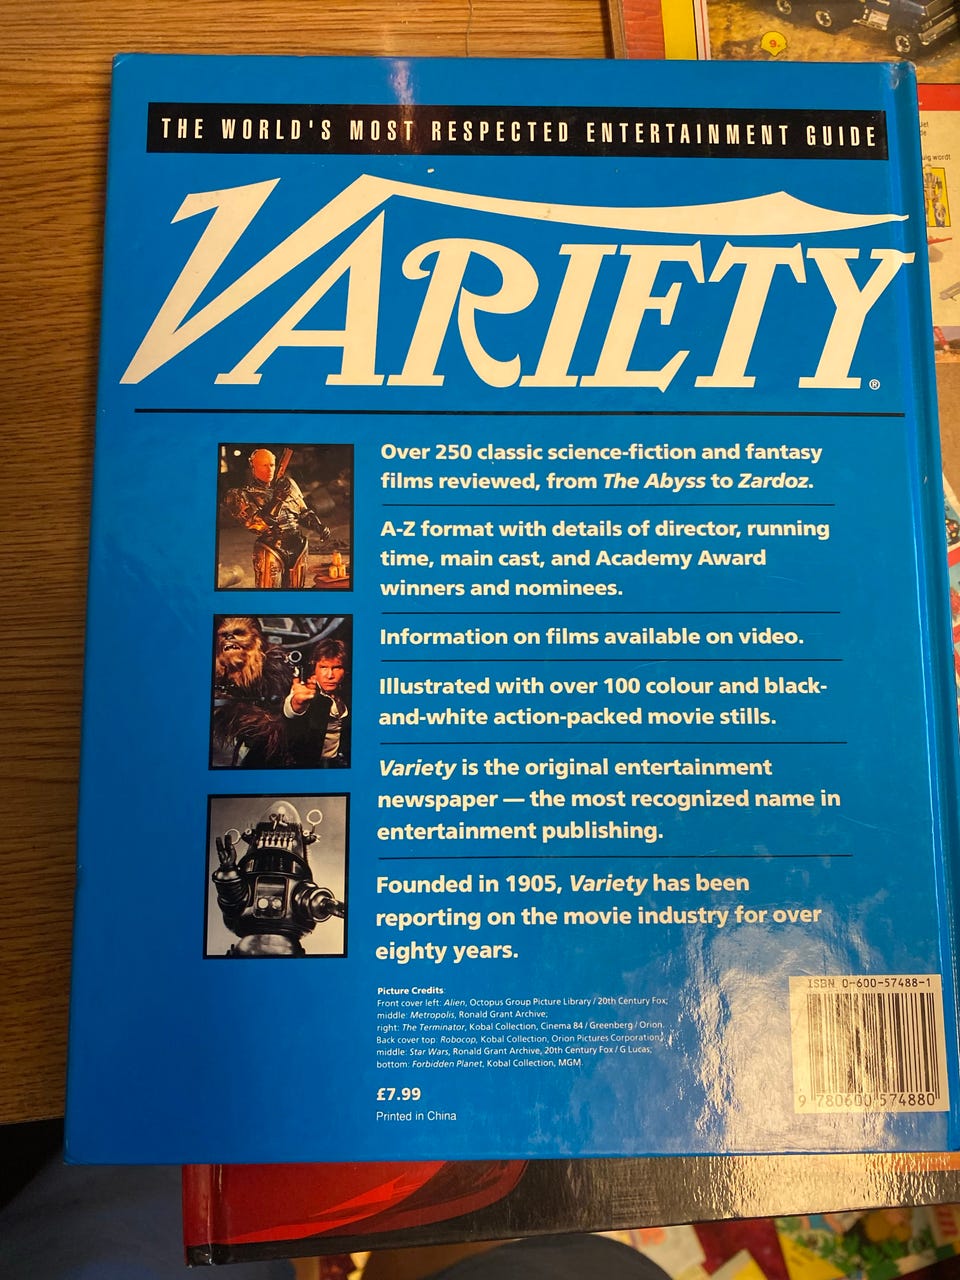 THE WORLD'S MOST RESPECTED ENTERTAINMENT GUIDE
VARIETY®
Over 250 classic science-fiction and fantasy
films reviewed, from The Abyss to Zardoz.
A-Z format with details of director, running
time, main cast, and Academy Award
winners and nominees.
Information on films available on video.
Illustrated with over 100 colour and black-
and-white action-packed movie stills.
Variety is the original entertainment
newspaper — the most recognized name in
entertainment publishing.
Founded in 1905, Variety has been
reporting on the movie industry for over
eighty years.
Picture Credits:
Front cover left: Alien, Octopus Group Picture Library / 20th Century Fox;
middle: Metropolis, Ronald Grant Archive;
right: The Terminator, Kobal Collection, Cinema 84 / Greenberg / Orion.
Back cover top: Robocop, Kobal Collection, Orion Pictures Corporation;
middle: Star Wars, Ronald Grant Archive, 20th Century Fox / G Lucas;
bottom: Forbidden Planet, Kobal Collection, MGM.
£7.99
Printed in China
ISBN 0-600-57488-1
9 780600 574880
9.
wordt